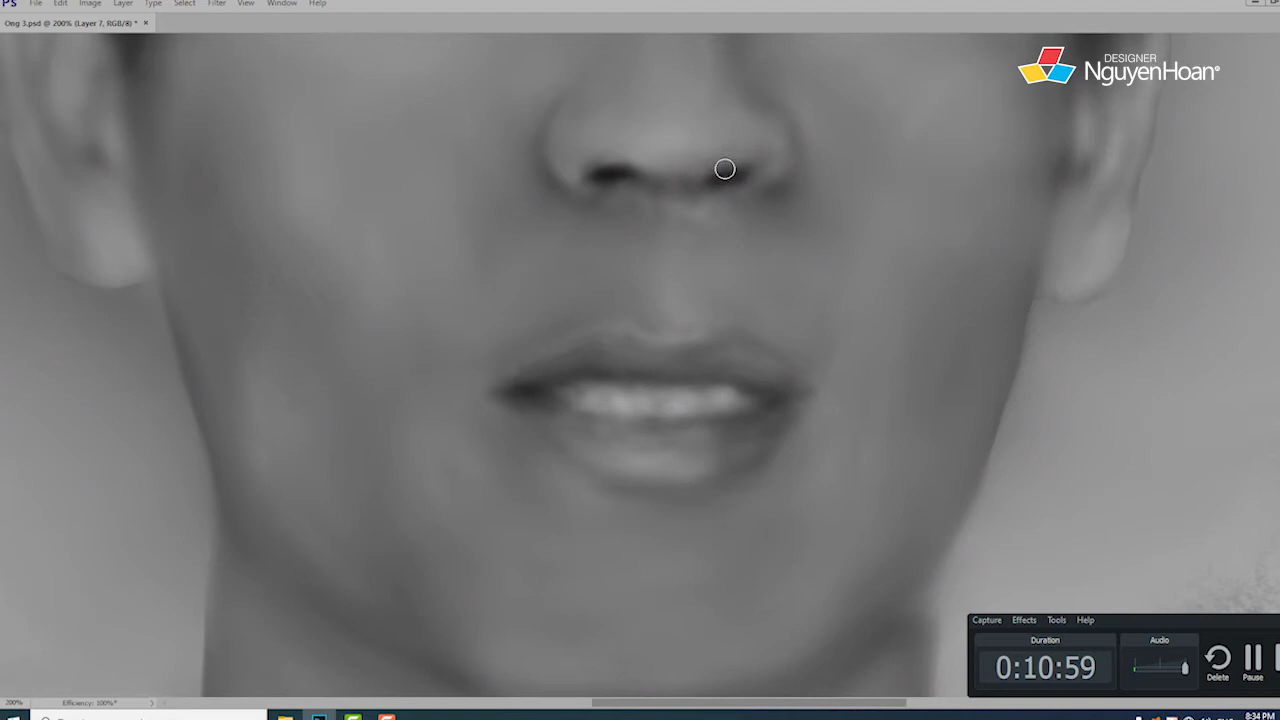 Ps File Edit Image Layer Type Select Filter View Window Help
Ong 3.psd @ 200% (Layer 7, RGB/8) * ×
DESIGNER
NguyenHoan®
Capture Effects Tools Help
Duration Audio
0:10:59
Delete Pause
200% Efficiency: 100%*
8:34 PM